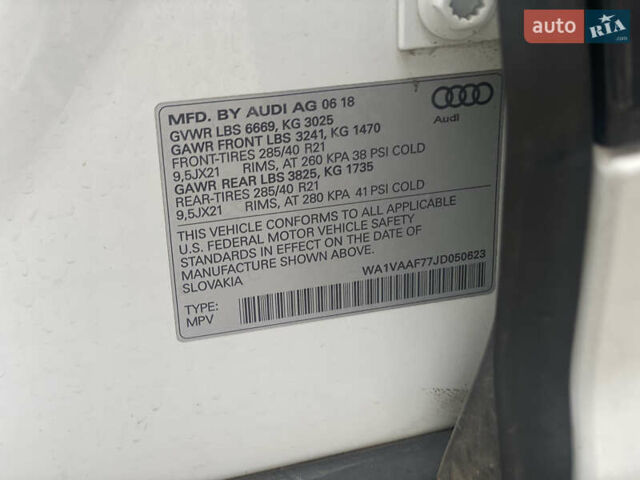 auto RIA .com
MFD. BY AUDI AG 06 18
GVWR LBS 6669, KG 3025
GAWR FRONT LBS 3241, KG 1470
FRONT-TIRES 285/40 R21
9,5JX21 RIMS, AT 260 KPA 38 PSI COLD
GAWR REAR LBS 3825, KG 1735
REAR-TIRES 285/40 R21
9,5JX21 RIMS, AT 280 KPA 41 PSI COLD
Audi
THIS VEHICLE CONFORMS TO ALL APPLICABLE
U.S. FEDERAL MOTOR VEHICLE SAFETY
STANDARDS IN EFFECT ON THE DATE OF
MANUFACTURE SHOWN ABOVE.
SLOVAKIA
WA1VAAF77JD050623
TYPE:
MPV